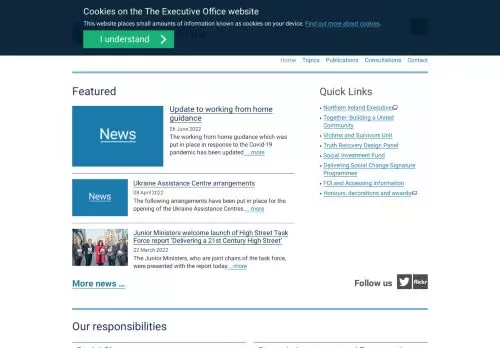 Cookies on the The Executive Office website
This website places small amounts of information known as cookies on your device. Find out more about cookies.
I understand
Home Topics Publications Consultations Contact
Featured
News
Update to working from home
guidance
06 June 2022
The working from home guidance which was
put in place in response to the Covid-19
pandemic has been updated ...more
News
Ukraine Assistance Centre arrangements
08 April 2022
The following arrangements have been put in place for the
opening of the Ukraine Assistance Centres... more
Junior Ministers welcome launch of High Street Task
Force report 'Delivering a 21st Century High Street'
22 March 2022
The Junior Ministers, who are joint chairs of the task force,
were presented with the report today ...more
More news ...
Quick Links
Northern Ireland Executive
Together: Building a United
Community
Victims and Survivors Unit
Truth Recovery Design Panel
Social Investment Fund
Delivering Social Change Signature
Programmes
FOI and Accessing Information
Honours, decorations and awards
Follow us
flickr
Our responsibilities